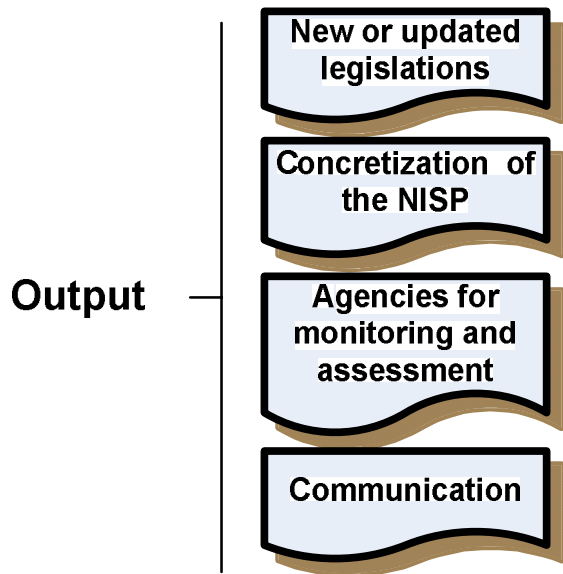 New or updated
legislations
Concretization of
the NISP
Output
Agencies for
monitoring and
assessment
Communication